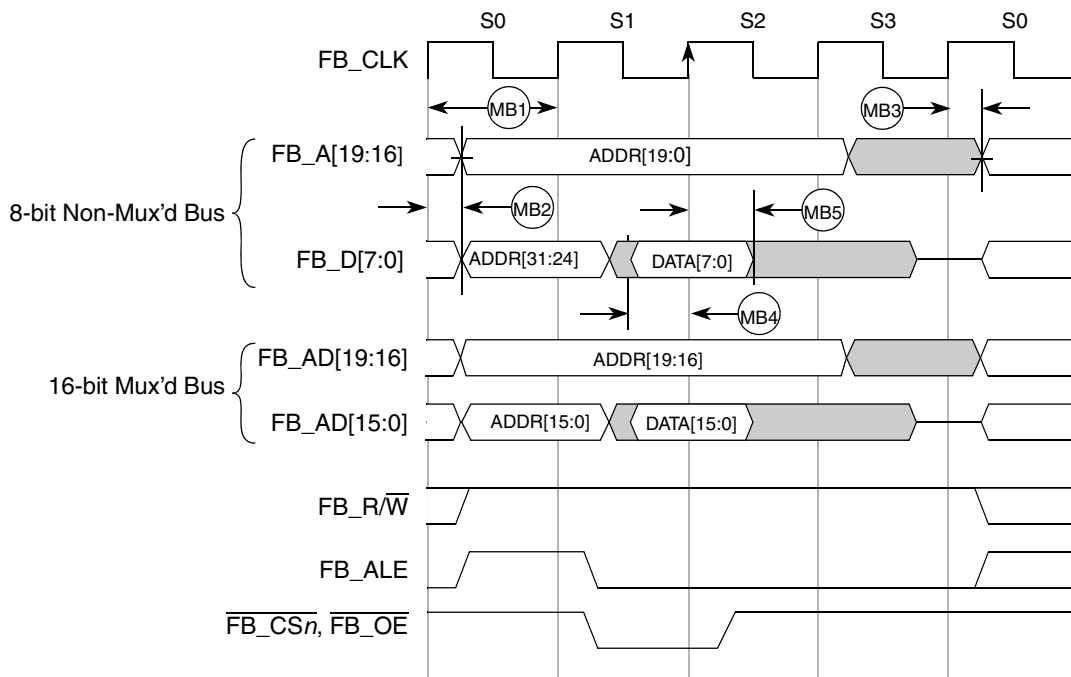 S0 S1 S2 S3 S0
FB_CLK
MB1 MB3
FB_A[19:16] ADDR[19:0]
8-bit Non-Mux'd Bus
MB2 MB5
FB_D[7:0] ADDR[31:24] DATA[7:0]
MB4
FB_AD[19:16] ADDR[19:16]
16-bit Mux'd Bus
FB_AD[15:0] ADDR[15:0] DATA[15:0]
FB_R/W̅
FB_ALE
F̅B̅_̅C̅S̅n̅, F̅B̅_̅O̅E̅